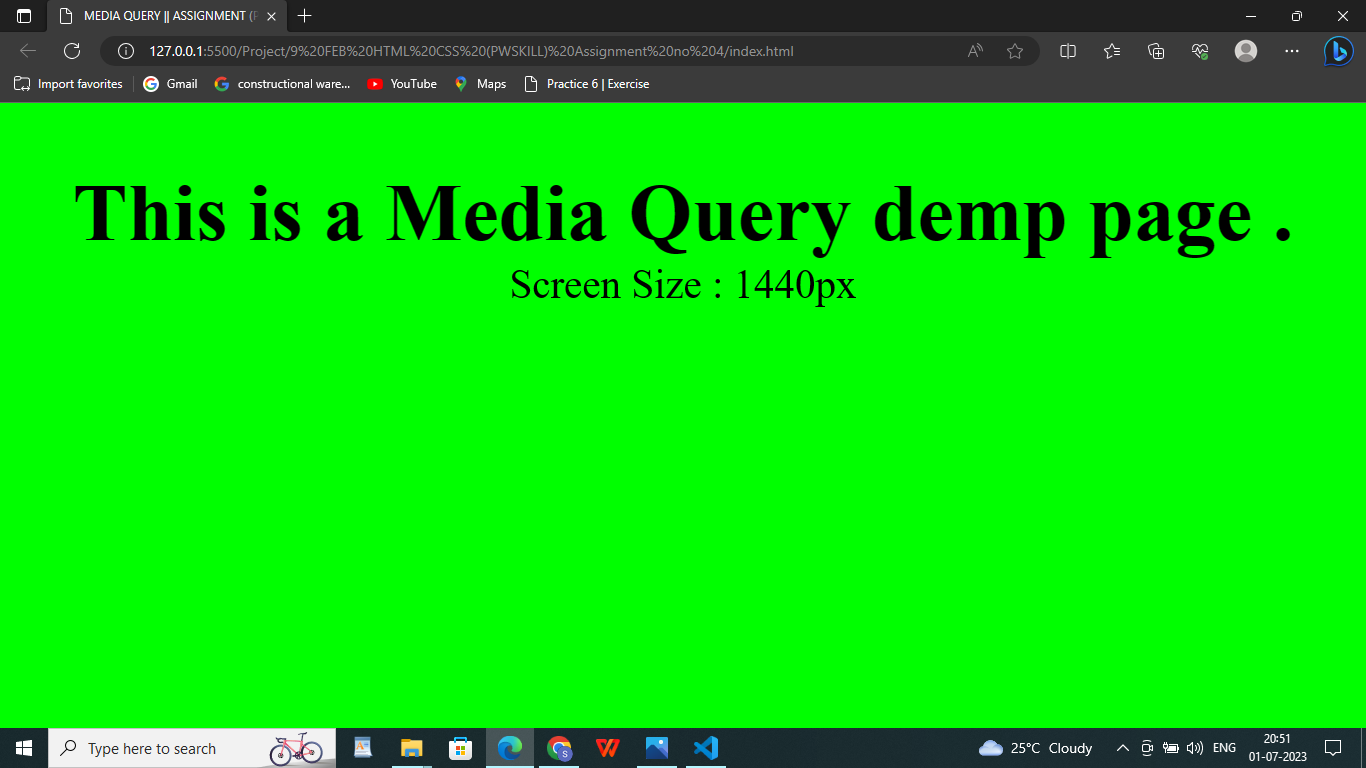 MEDIA QUERY || ASSIGNMENT (P
127.0.0.1:5500/Project/9%20FEB%20HTML%20CSS%20(PWSKILL)%20Assignment%20no%204/index.html
Import favorites Gmail constructional ware... YouTube Maps Practice 6 | Exercise
This is a Media Query demp page .
Screen Size : 1440px
Type here to search
25°C Cloudy
ENG
20:51
01-07-2023